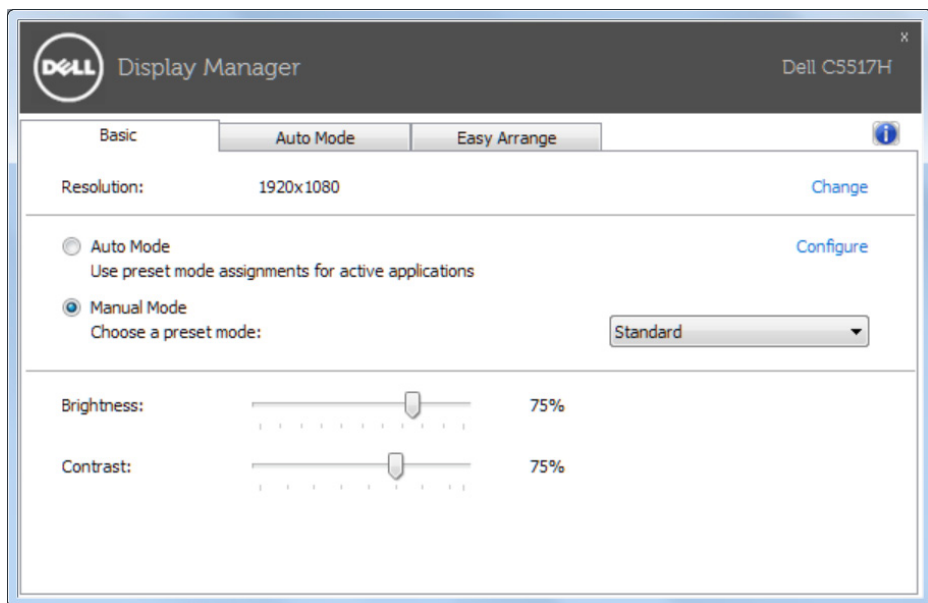 x
DELL Display Manager Dell C5517H
Basic Auto Mode Easy Arrange i
Resolution: 1920x1080 Change
Auto Mode Configure
Use preset mode assignments for active applications
Manual Mode
Choose a preset mode: Standard
Brightness: 75%
Contrast: 75%